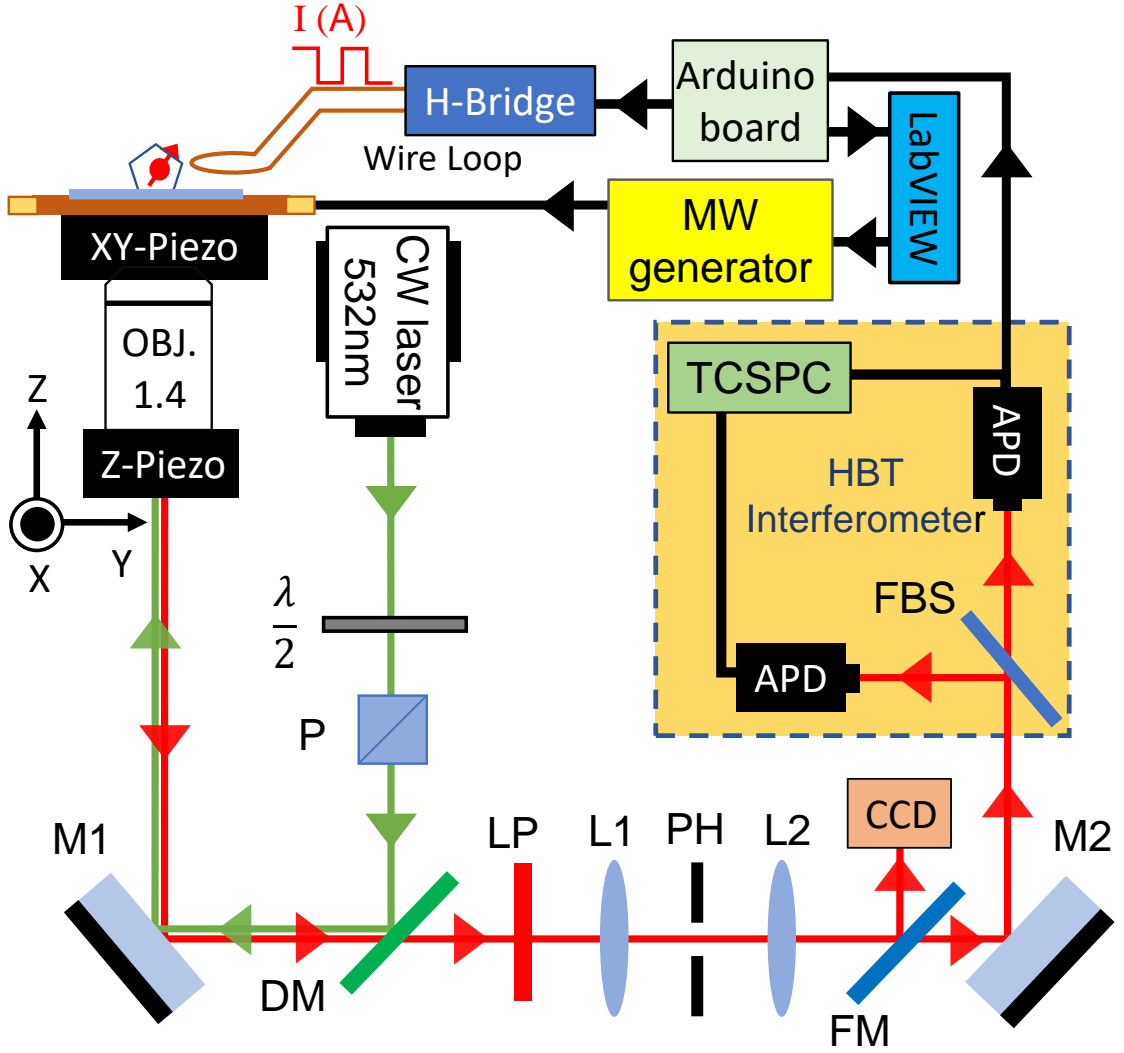 I (A)
H-Bridge
Arduino
board
LabVIEW
Wire Loop
MW
generator
XY-Piezo
CW laser
532nm
OBJ.
1.4
Z
Z-Piezo
X
Y
TCSPC
APD
HBT
Interferometer
FBS
APD
λ
2
P
M1
DM
LP
L1
PH
L2
CCD
FM
M2